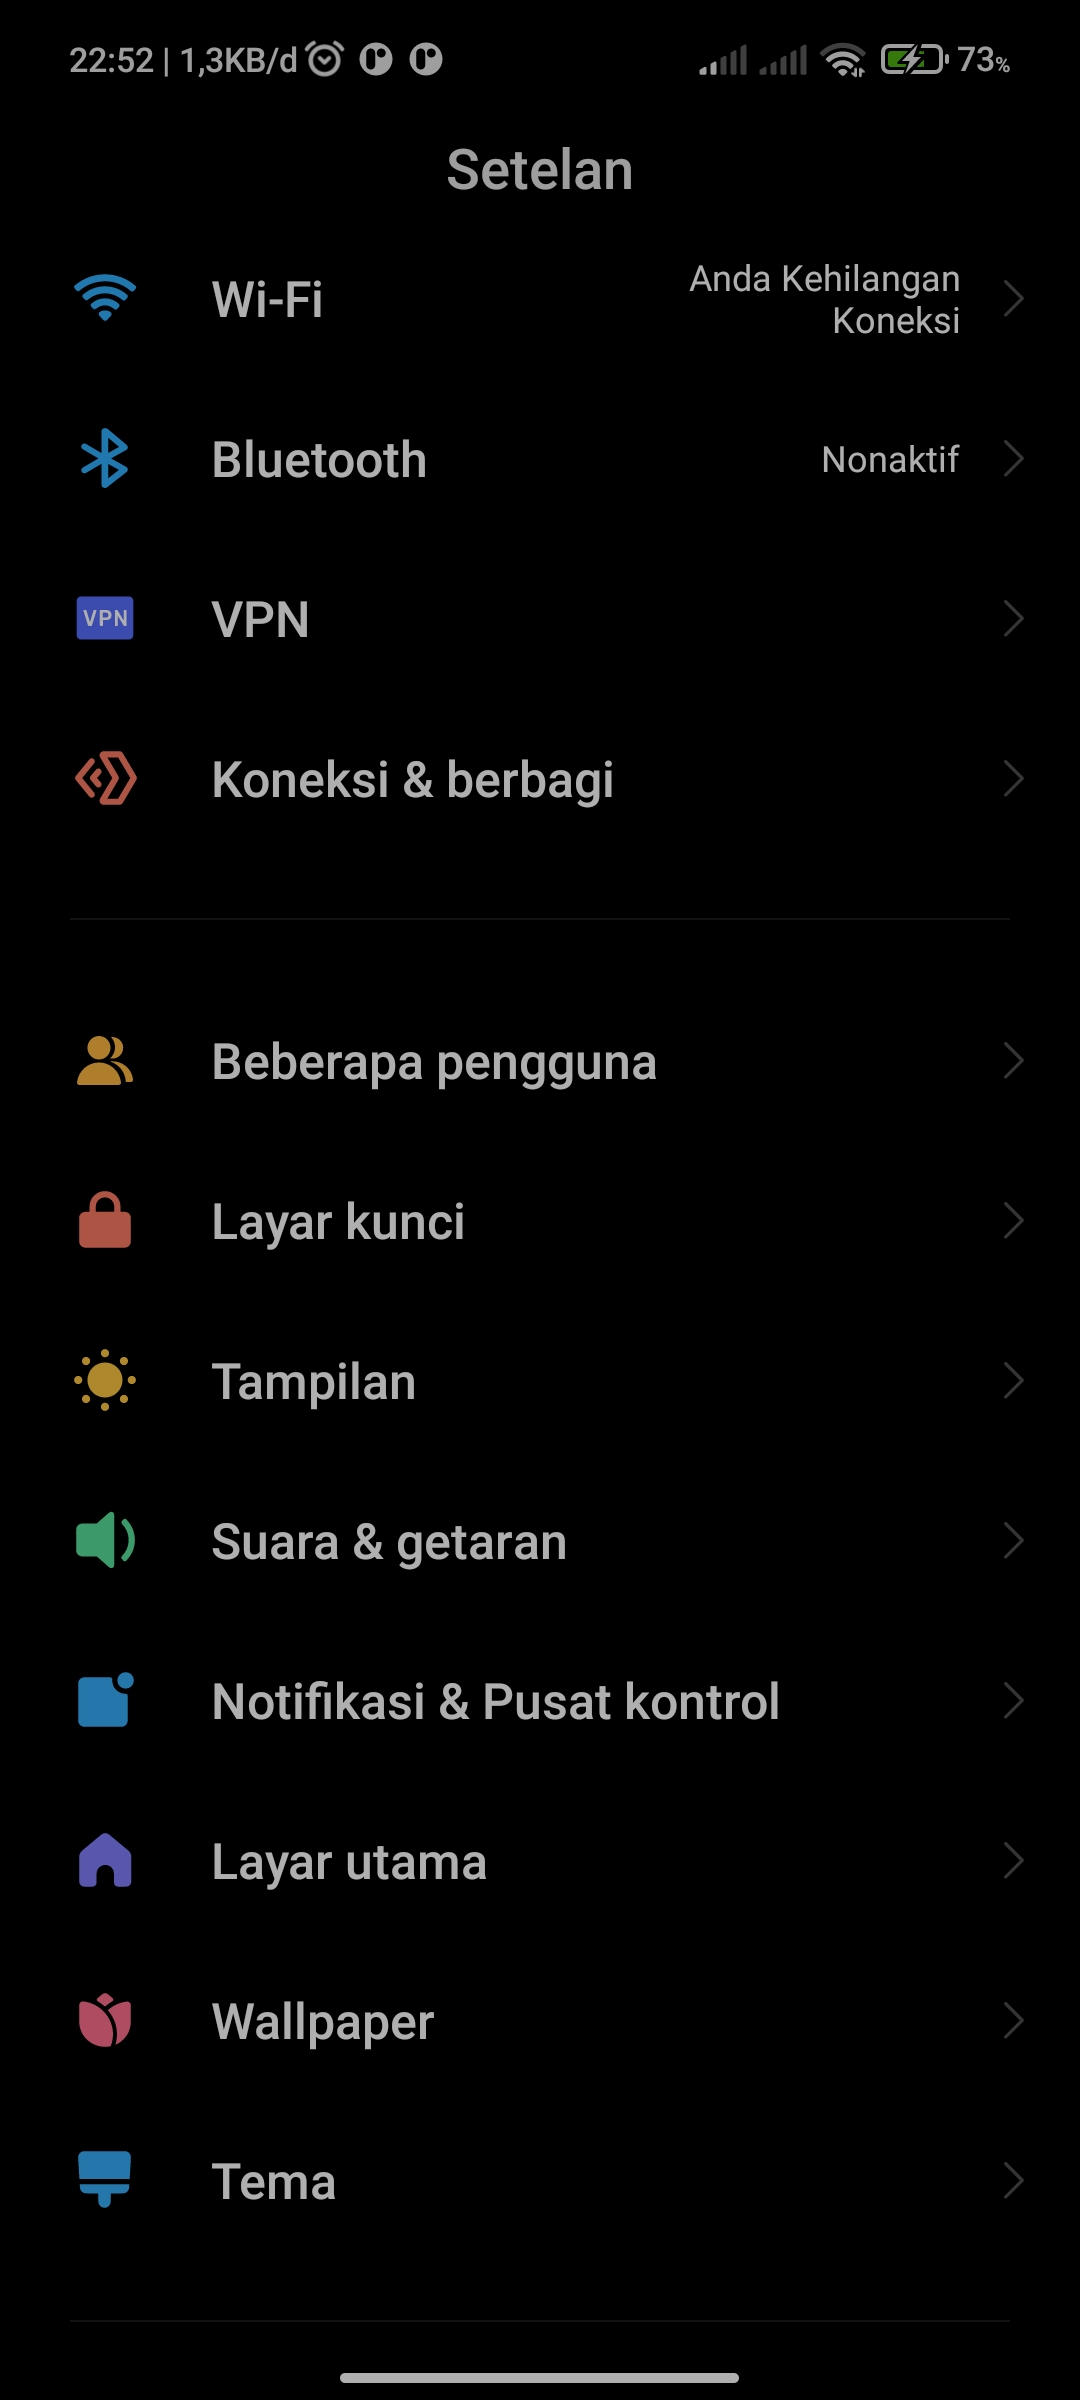 22:52 | 1,3KB/d 73%
Setelan
Wi-Fi
Anda Kehilangan
Koneksi
Bluetooth
Nonaktif
VPN
VPN
Koneksi & berbagi
Beberapa pengguna
Layar kunci
Tampilan
Suara & getaran
Notifikasi & Pusat kontrol
Layar utama
Wallpaper
Tema